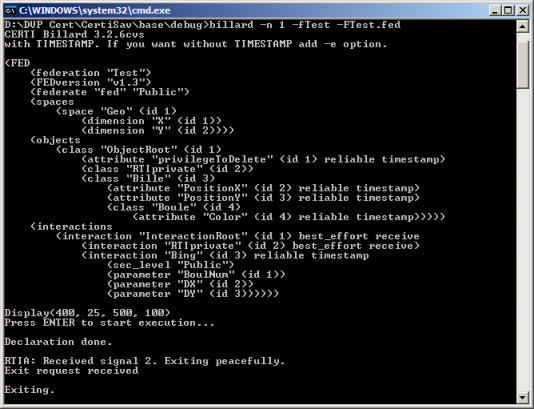 C:\WINDOWS\system32\cmd.exe
D:\DVP Cert\CertiSav\base\debug>billard -n 1 -fTest -FTest.fed
CERTI Billard 3.2.6cvs
with TIMESTAMP. If you want without TIMESTAMP add -e option.
(FED
(federation "Test")
(FEDversion "v1.3")
(federate "fed" "Public")
(spaces
(space "Geo" (id 1)
(dimension "X" (id 1))
(dimension "Y" (id 2))))
(objects
(class "ObjectRoot" (id 1)
(attribute "privilegeToDelete" (id 1) reliable timestamp)
(class "RTIprivate" (id 2))
(class "Bille" (id 3)
(attribute "PositionX" (id 2) reliable timestamp)
(attribute "PositionY" (id 3) reliable timestamp)
(class "Boule" (id 4)
(attribute "Color" (id 4) reliable timestamp)))))
(interactions
(interaction "InteractionRoot" (id 1) best_effort receive
(interaction "RTIprivate" (id 2) best_effort receive)
(interaction "Bing" (id 3) reliable timestamp
(sec_level "Public")
(parameter "BoulNum" (id 1))
(parameter "DX" (id 2))
(parameter "DY" (id 3))))))
Display(400, 25, 500, 100)
Press ENTER to start execution...
Declaration done.
RTIA: Received signal 2. Exiting peacefully.
Exit request received
Exiting.